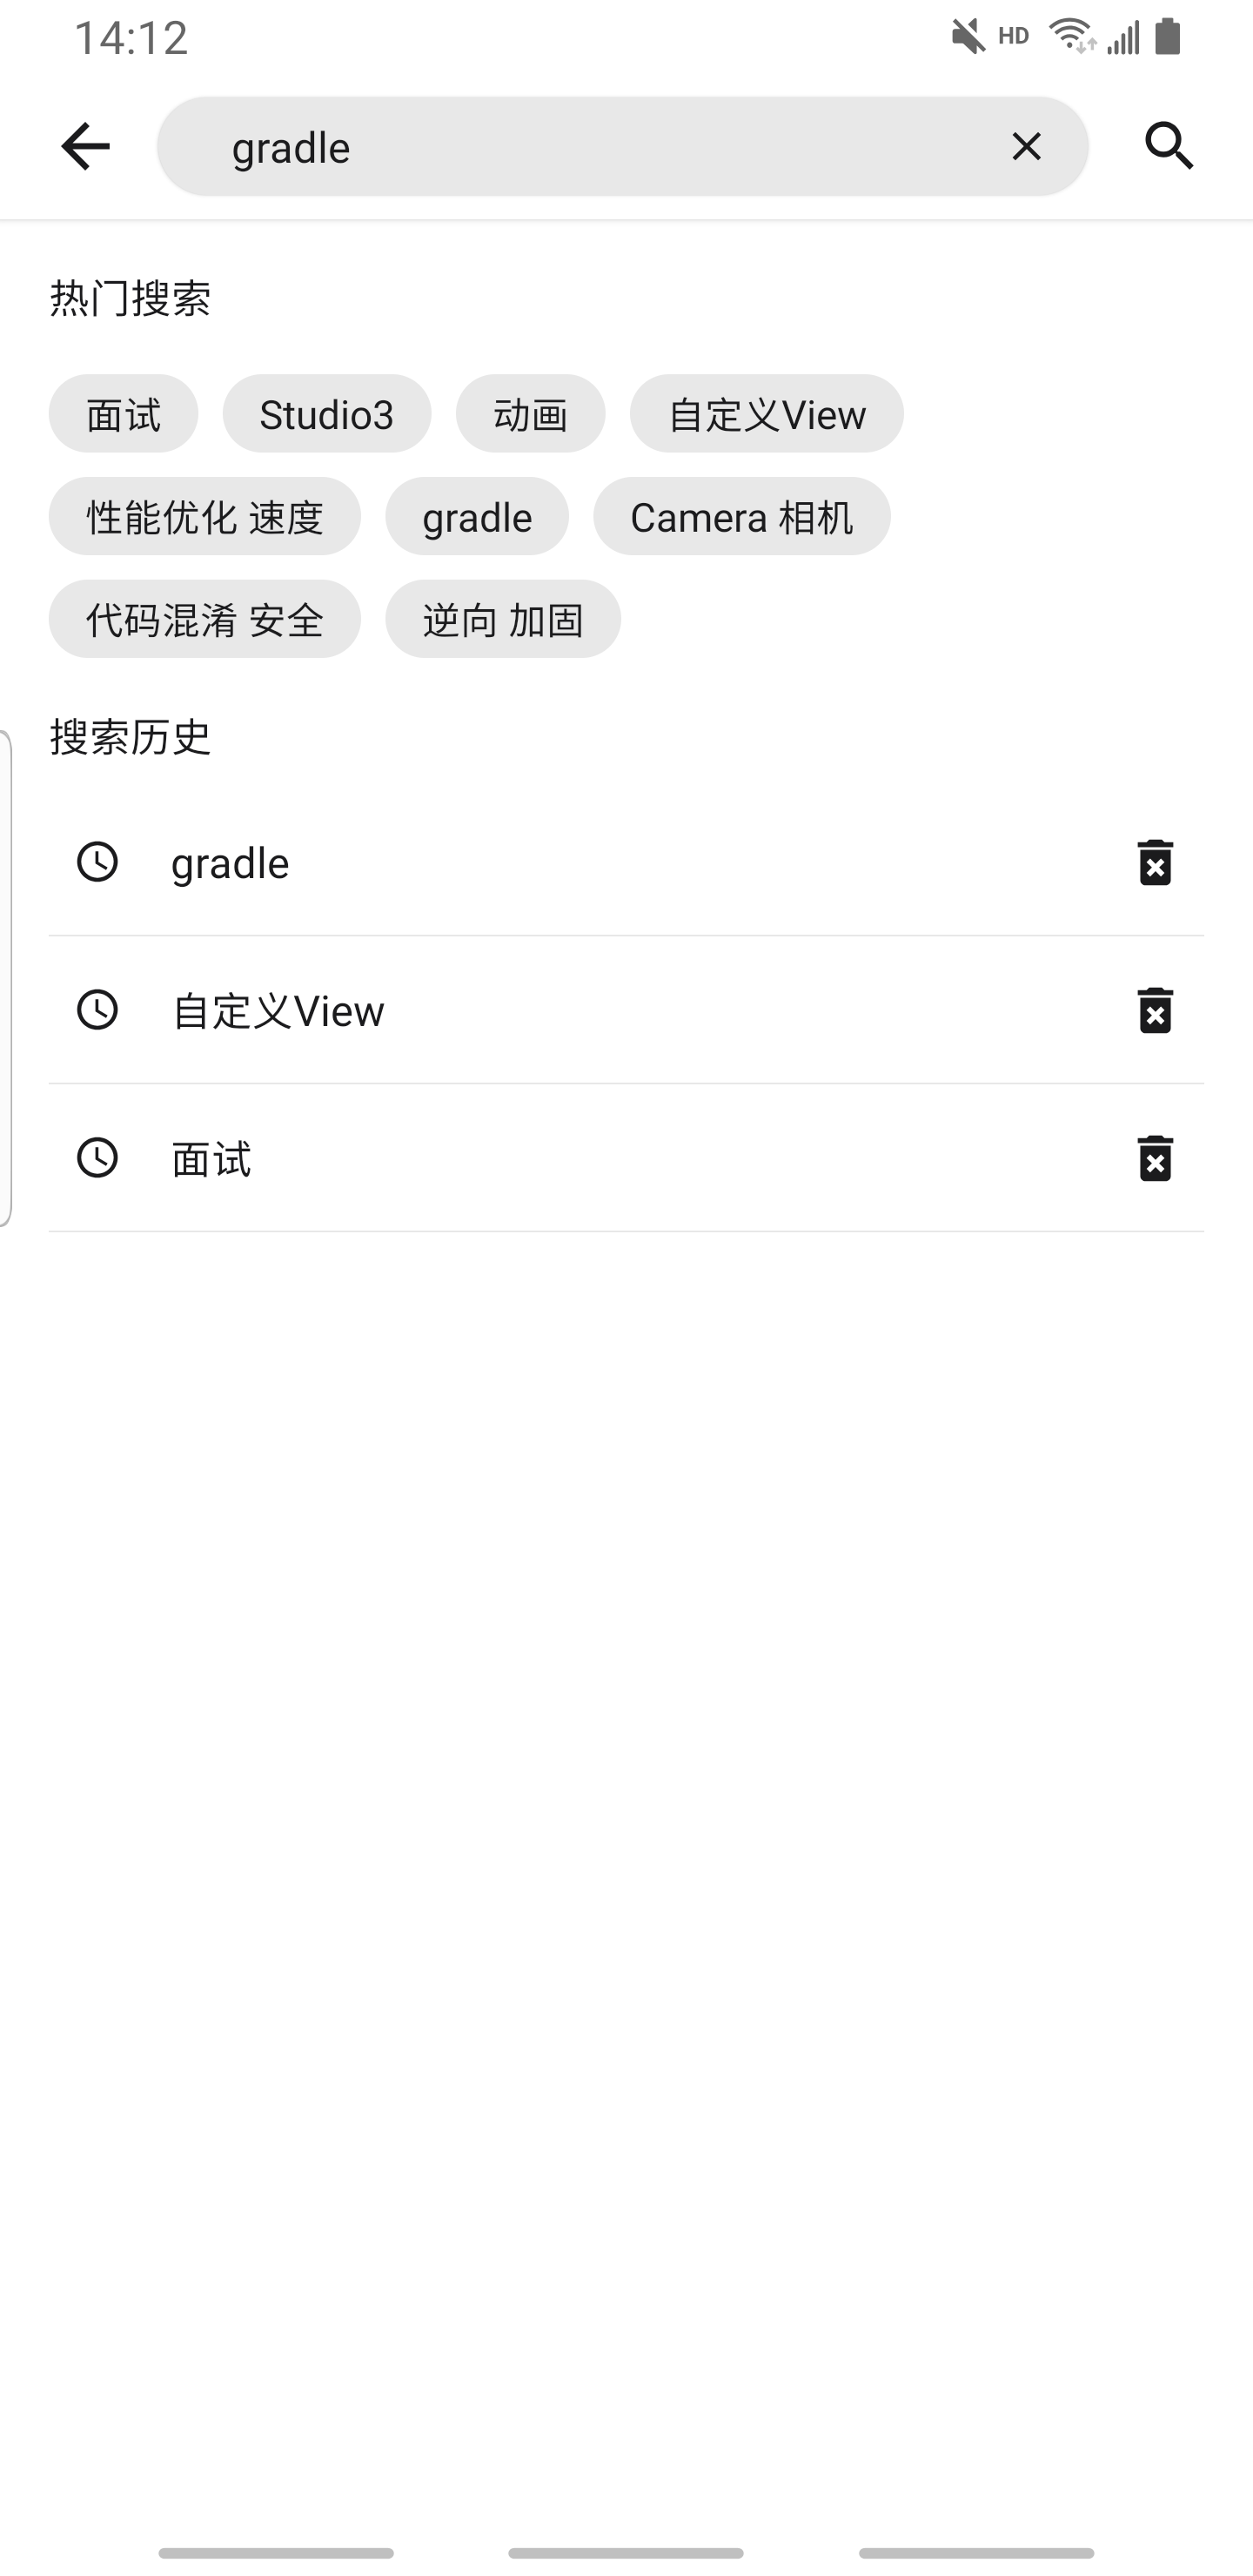 14:12 HD
gradle
热门搜索
面试 Studio3 动画 自定义View
性能优化 速度 gradle Camera 相机
代码混淆 安全 逆向 加固
搜索历史
gradle
自定义View
面试